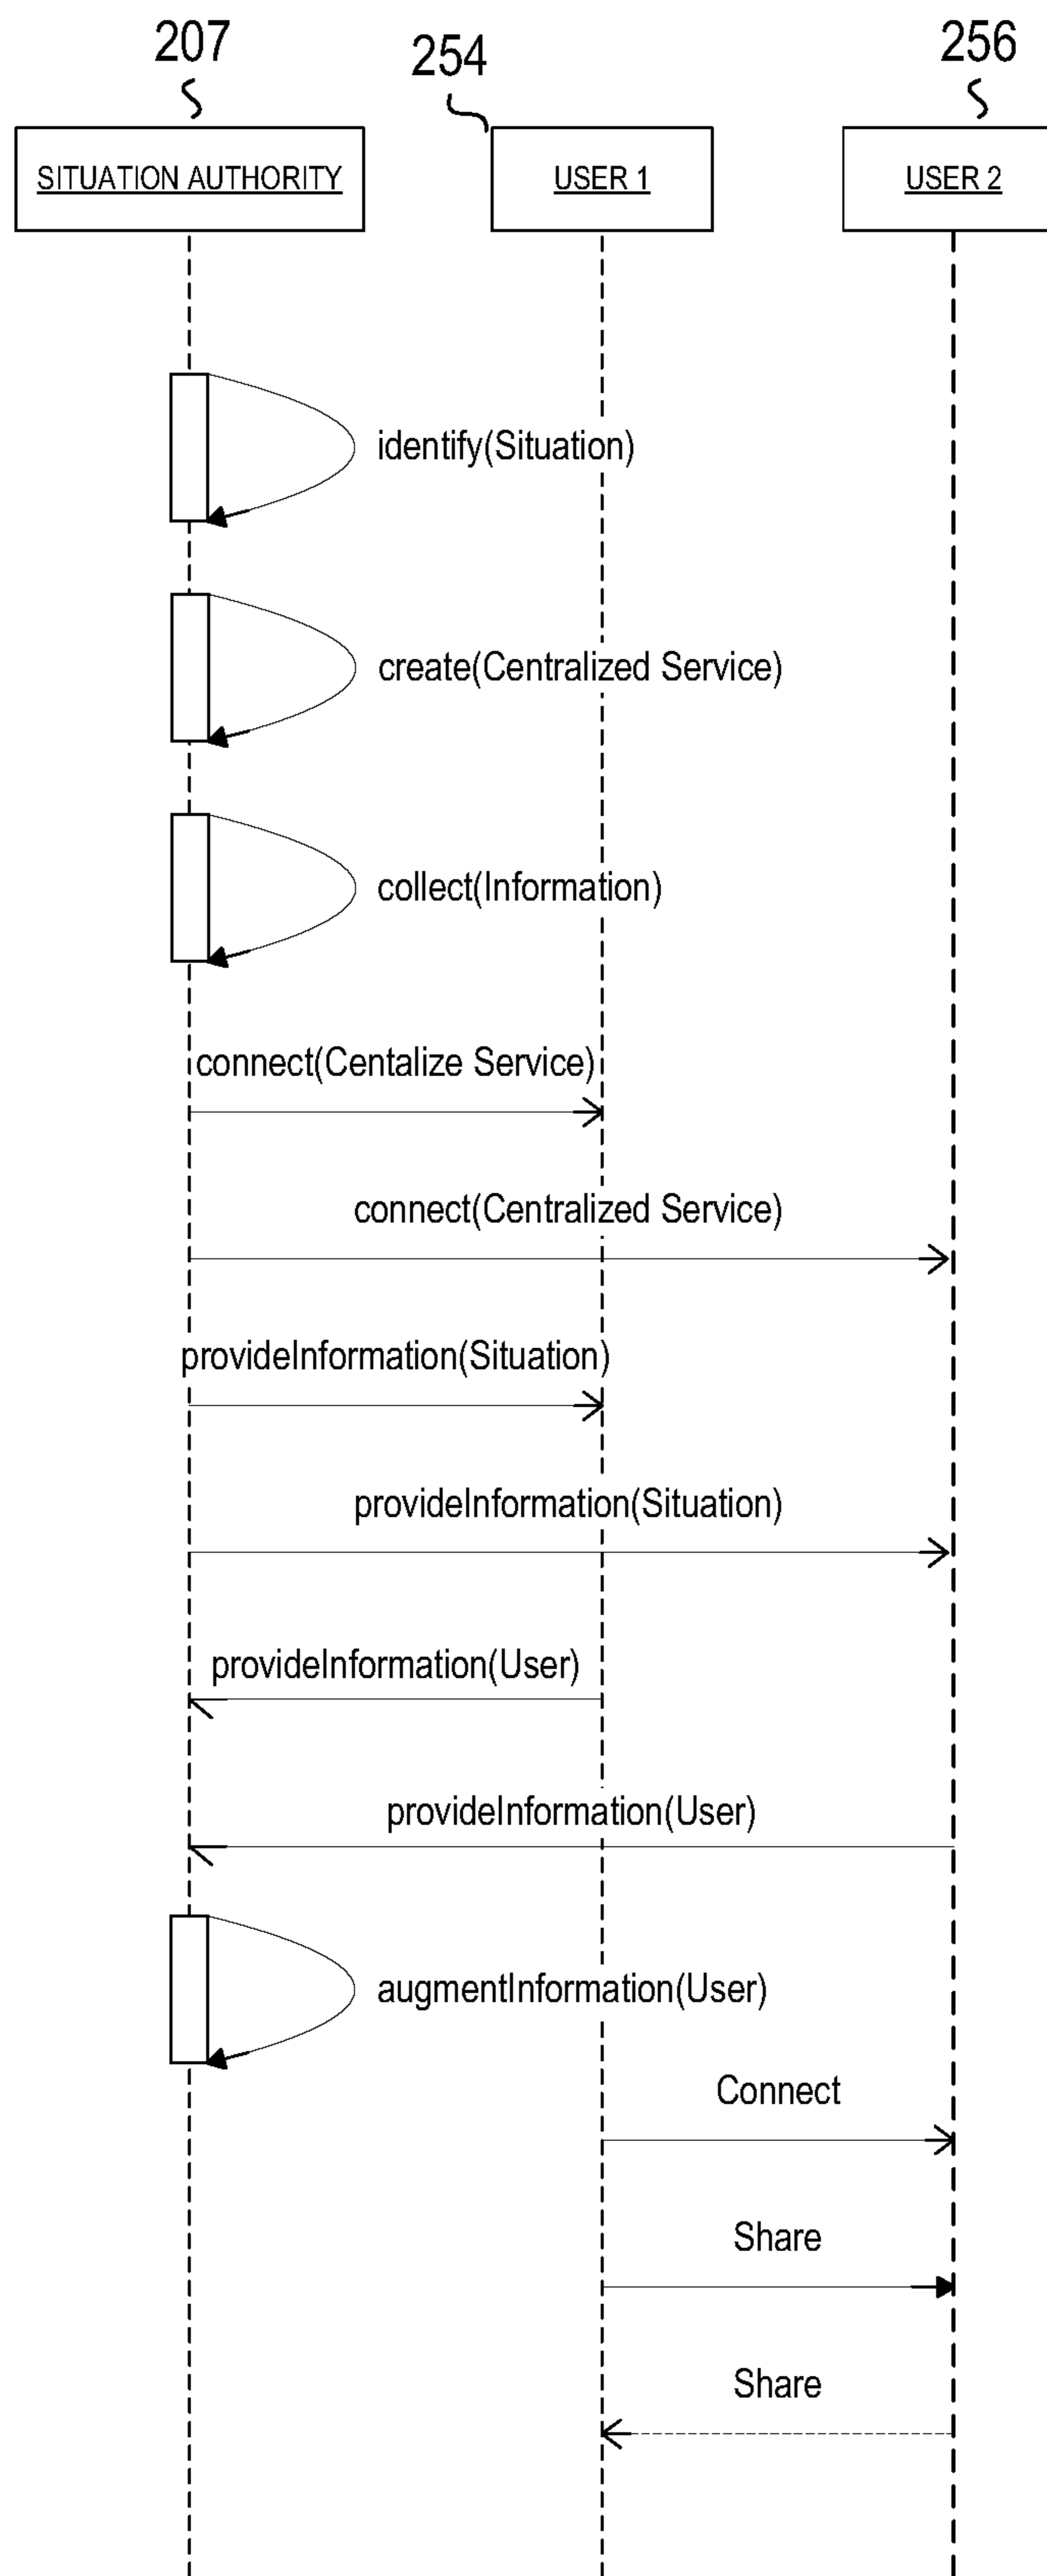 207
254
256
SITUATION AUTHORITY
USER 1
USER 2
identify(Situation)
create(Centralized Service)
collect(Information)
connect(Centalize Service)
connect(Centralized Service)
provideInformation(Situation)
provideInformation(Situation)
provideInformation(User)
provideInformation(User)
augmentInformation(User)
Connect
Share
Share